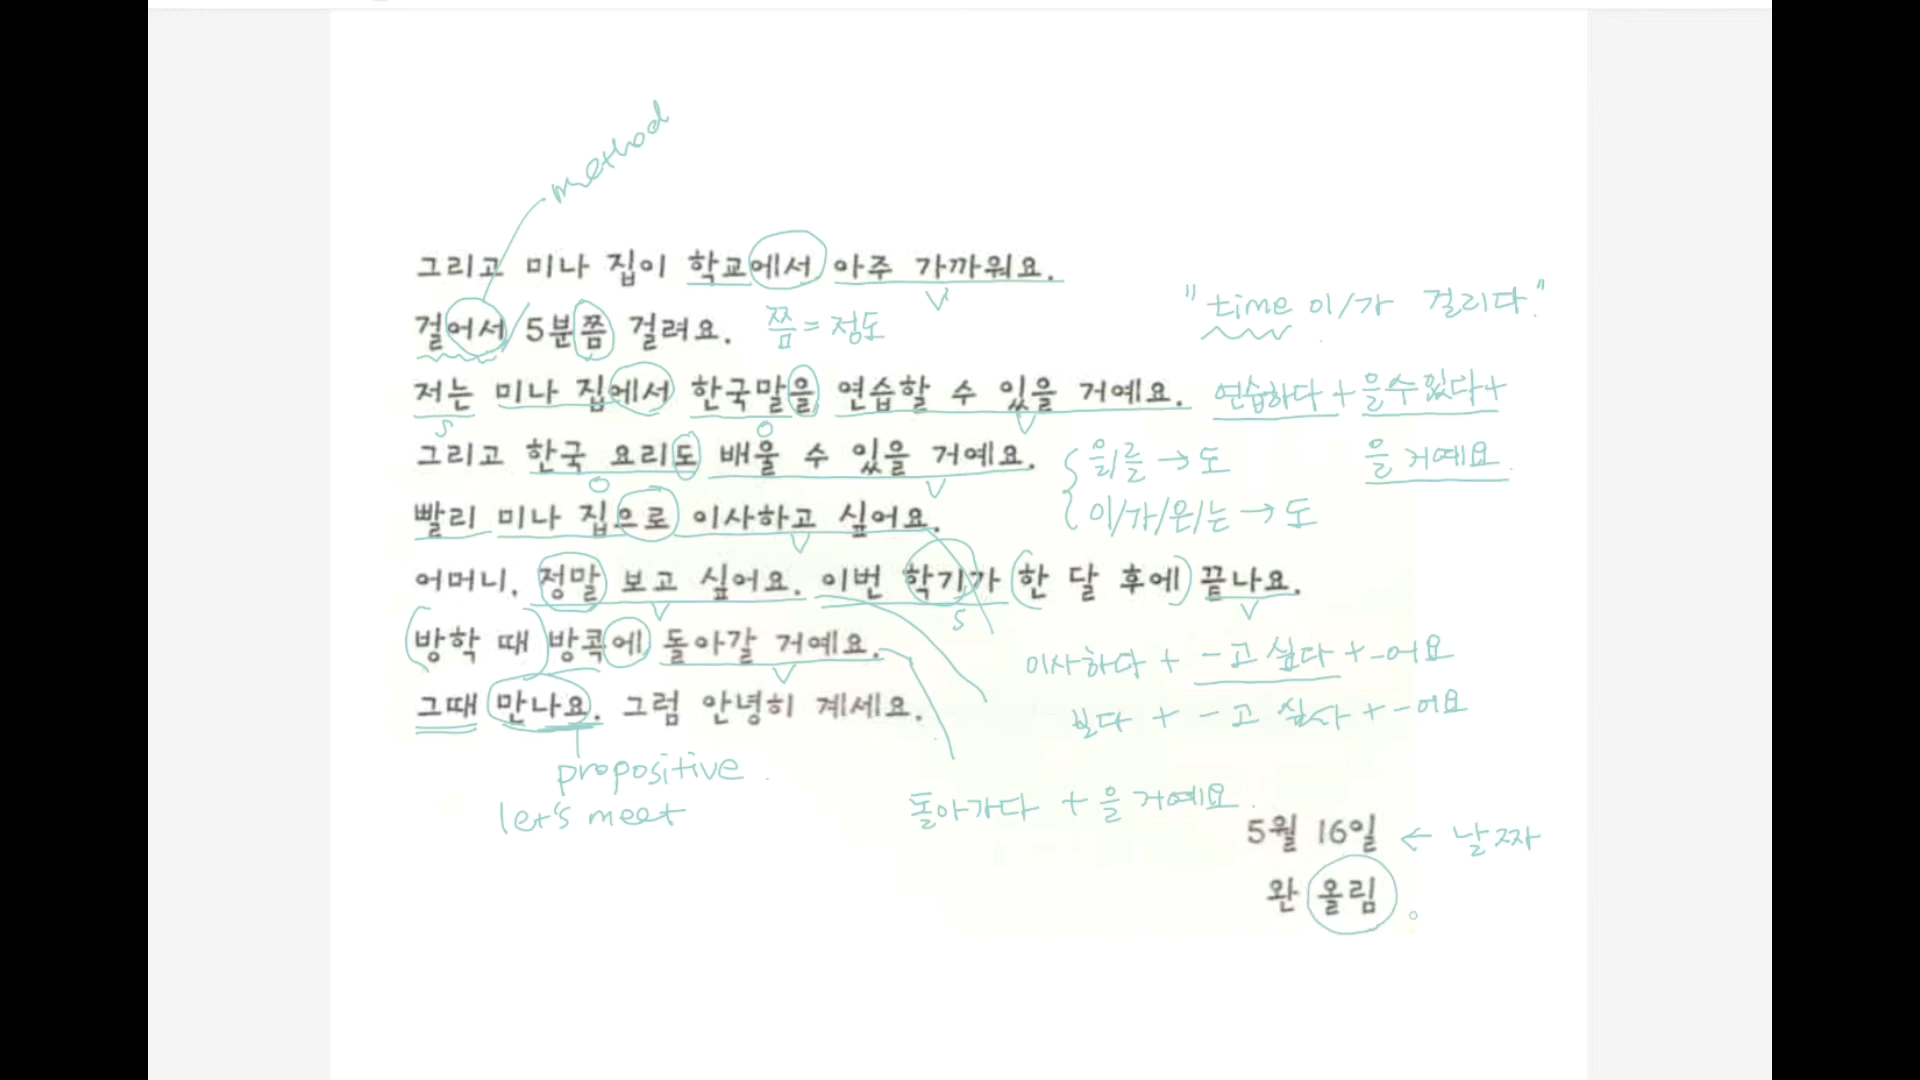 method
그리고 미나 집이 학교에서 아주 가까워요.
V
"time 이/가 걸리다."
걸어서 / 5분쯤 걸려요. 쯤 = 정도
저는 미나 집에서 한국말을 연습할 수 있을 거예요. 연습하다 + 을 수 있다 +
S O V
그리고 한국 요리도 배울 수 있을 거예요. { 을/를 → 도 을 거예요.
O V
빨리 미나 집으로 이사하고 싶어요. 이/가/은/는 → 도
V
어머니, 정말 보고 싶어요. 이번 학기가 (한 달 후에) 끝나요.
V S V
(방학 때) 방콕에 돌아갈 거예요. 이사하다 + -고 싶다 + -어요
V
그때 만나요. 그럼 안녕히 계세요. 보다 + -고 싶다 + -어요
propositive
let's meet 돌아가다 + 을 거예요.
5월 16일 ← 날짜
완 올림